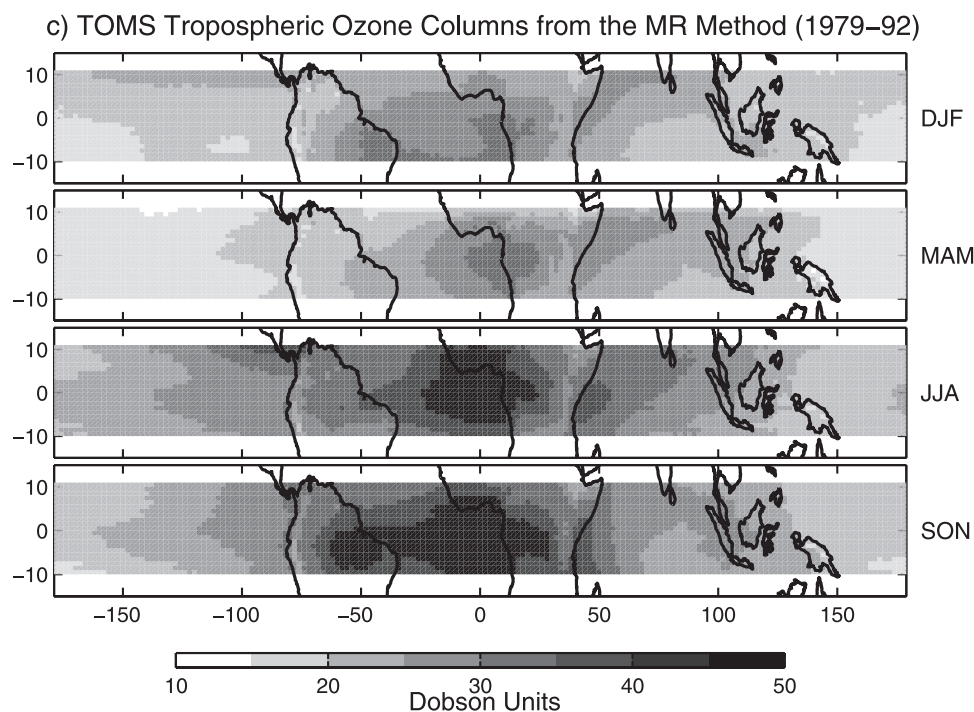 c) TOMS Tropospheric Ozone Columns from the MR Method (1979–92)
10
0
−10
DJF
10
0
−10
MAM
10
0
−10
JJA
10
0
−10
SON
−150 −100 −50 0 50 100 150
10 20 30 40 50
Dobson Units